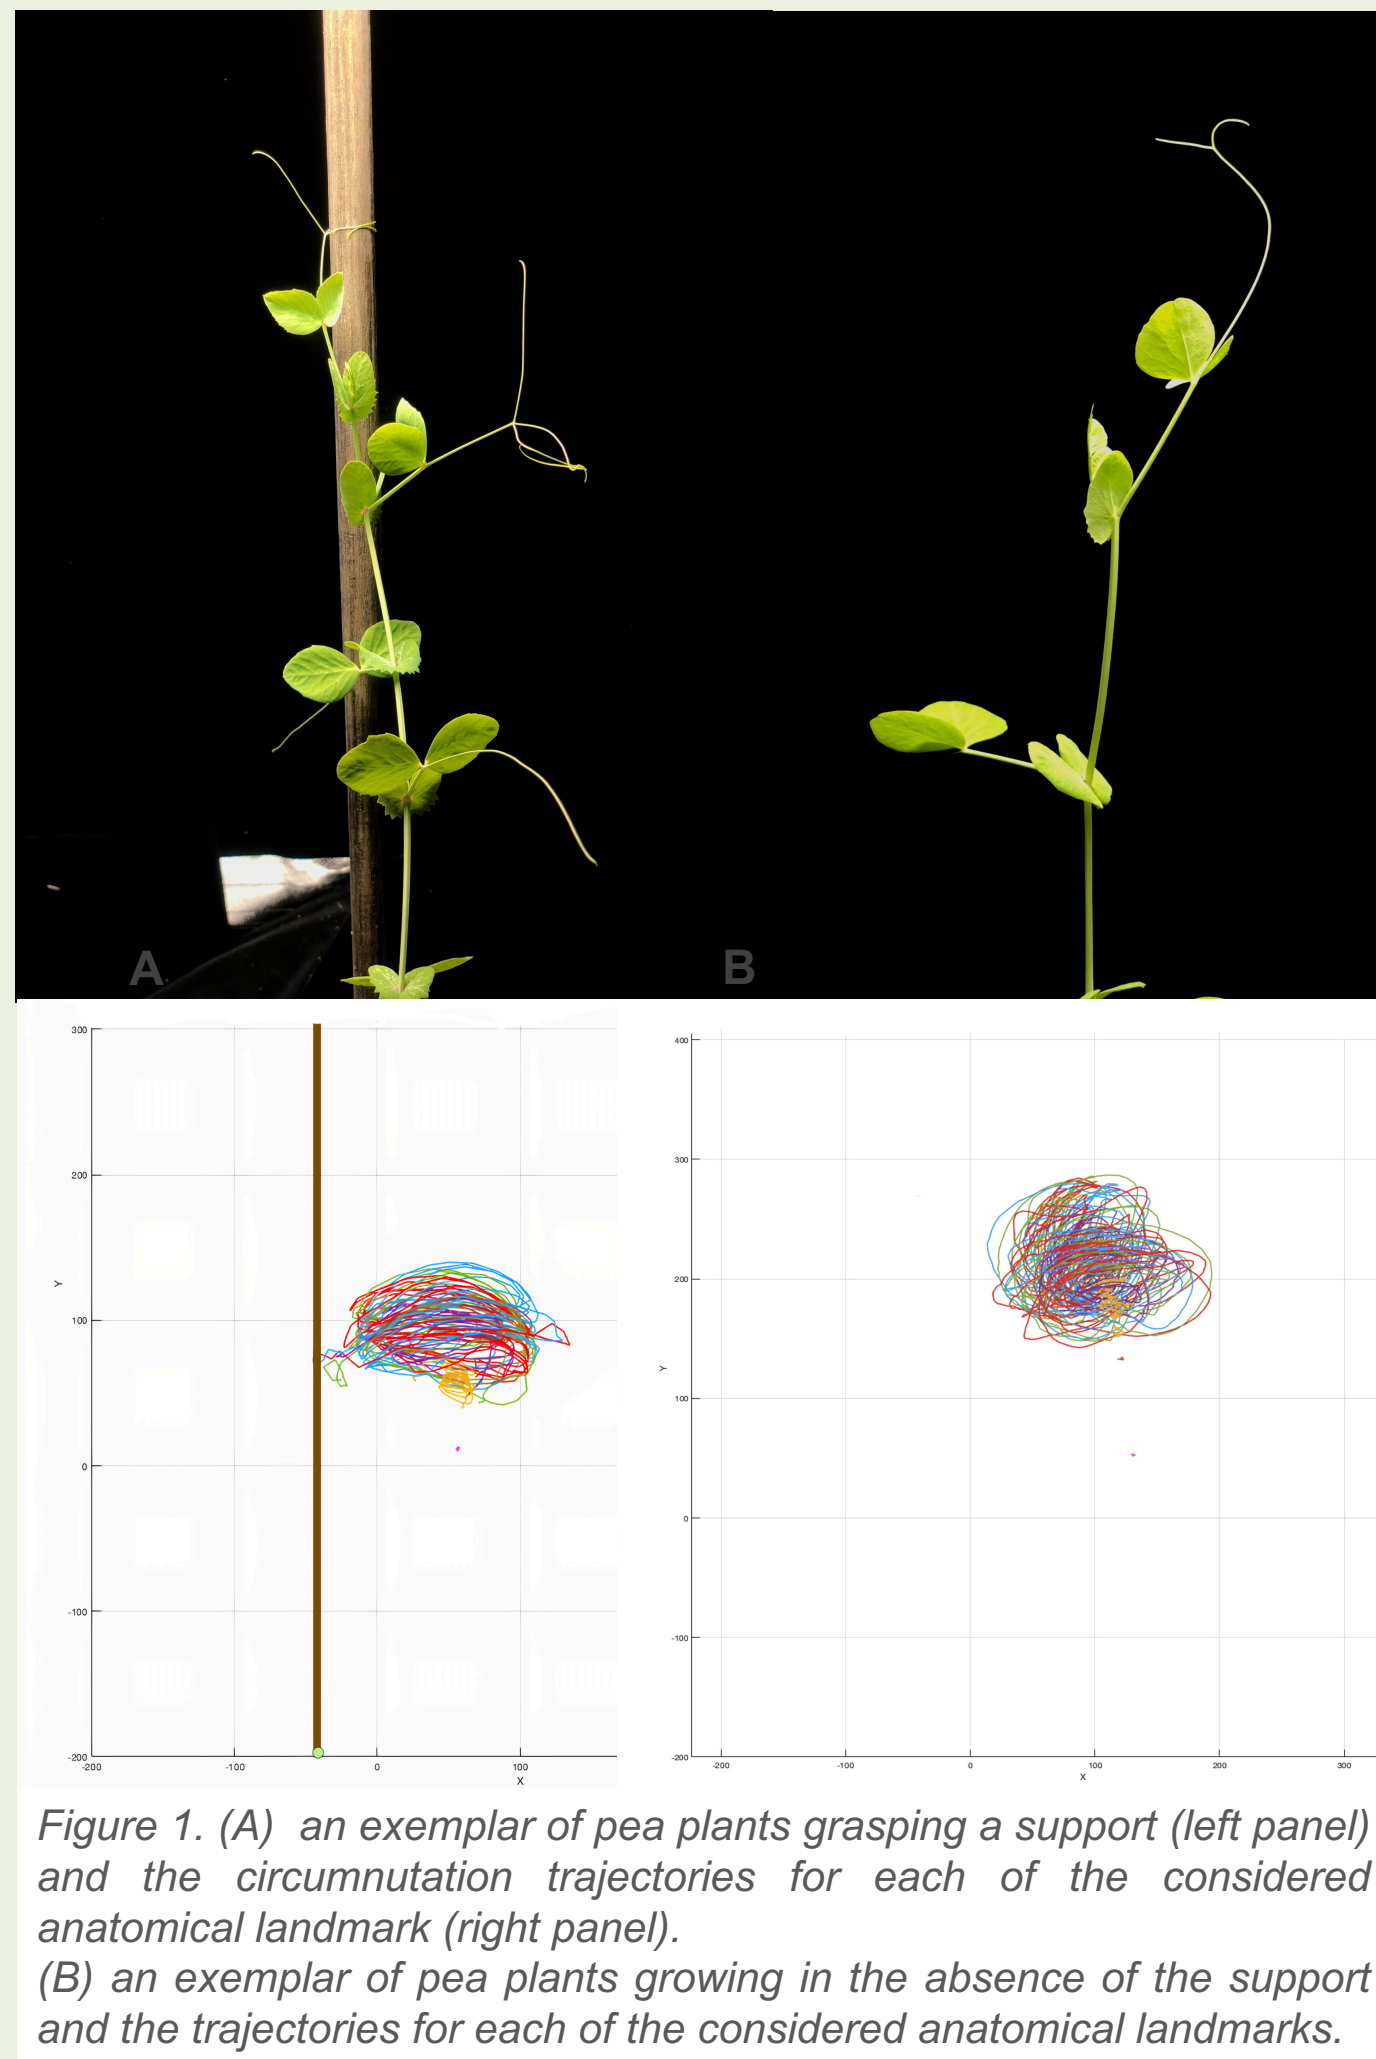 A
B
300
200
100
0
-100
-200
-200
-100
0
100
X
Y
400
300
200
100
0
-100
-200
-200
-100
0
100
200
300
X
Y
Figure 1. (A) an exemplar of pea plants grasping a support (left panel)
and the circumnutation trajectories for each of the considered
anatomical landmark (right panel).
(B) an exemplar of pea plants growing in the absence of the support
and the trajectories for each of the considered anatomical landmarks.